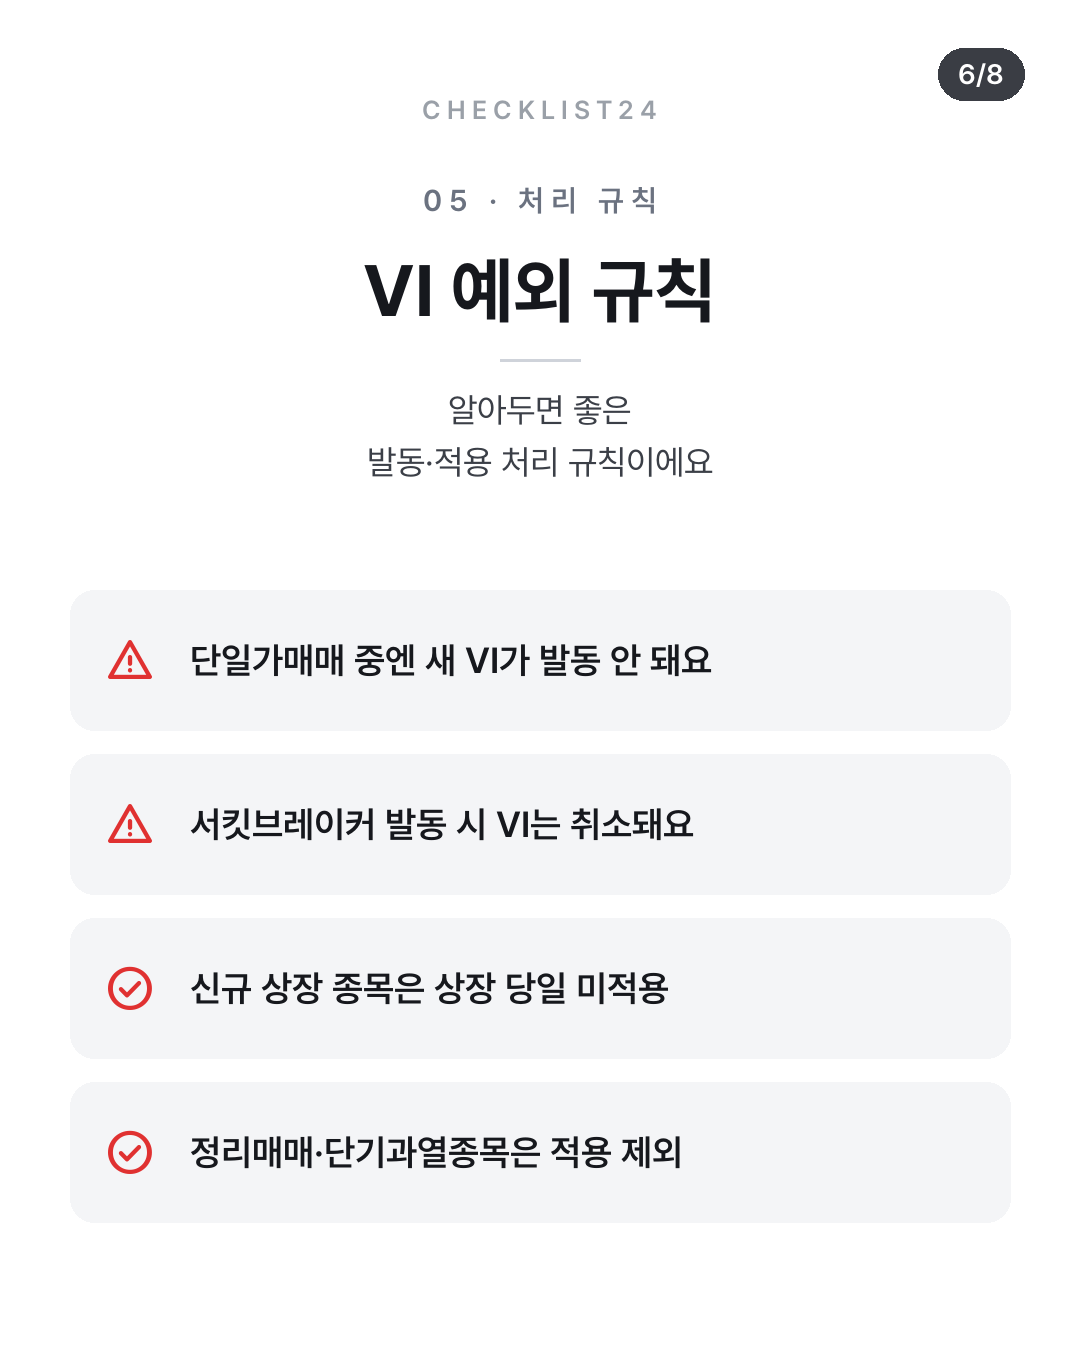 6/8
CHECKLIST24
05 · 처리 규칙
VI 예외 규칙
알아두면 좋은
발동·적용 처리 규칙이에요
단일가매매 중엔 새 VI가 발동 안 돼요
서킷브레이커 발동 시 VI는 취소돼요
신규 상장 종목은 상장 당일 미적용
정리매매·단기과열종목은 적용 제외